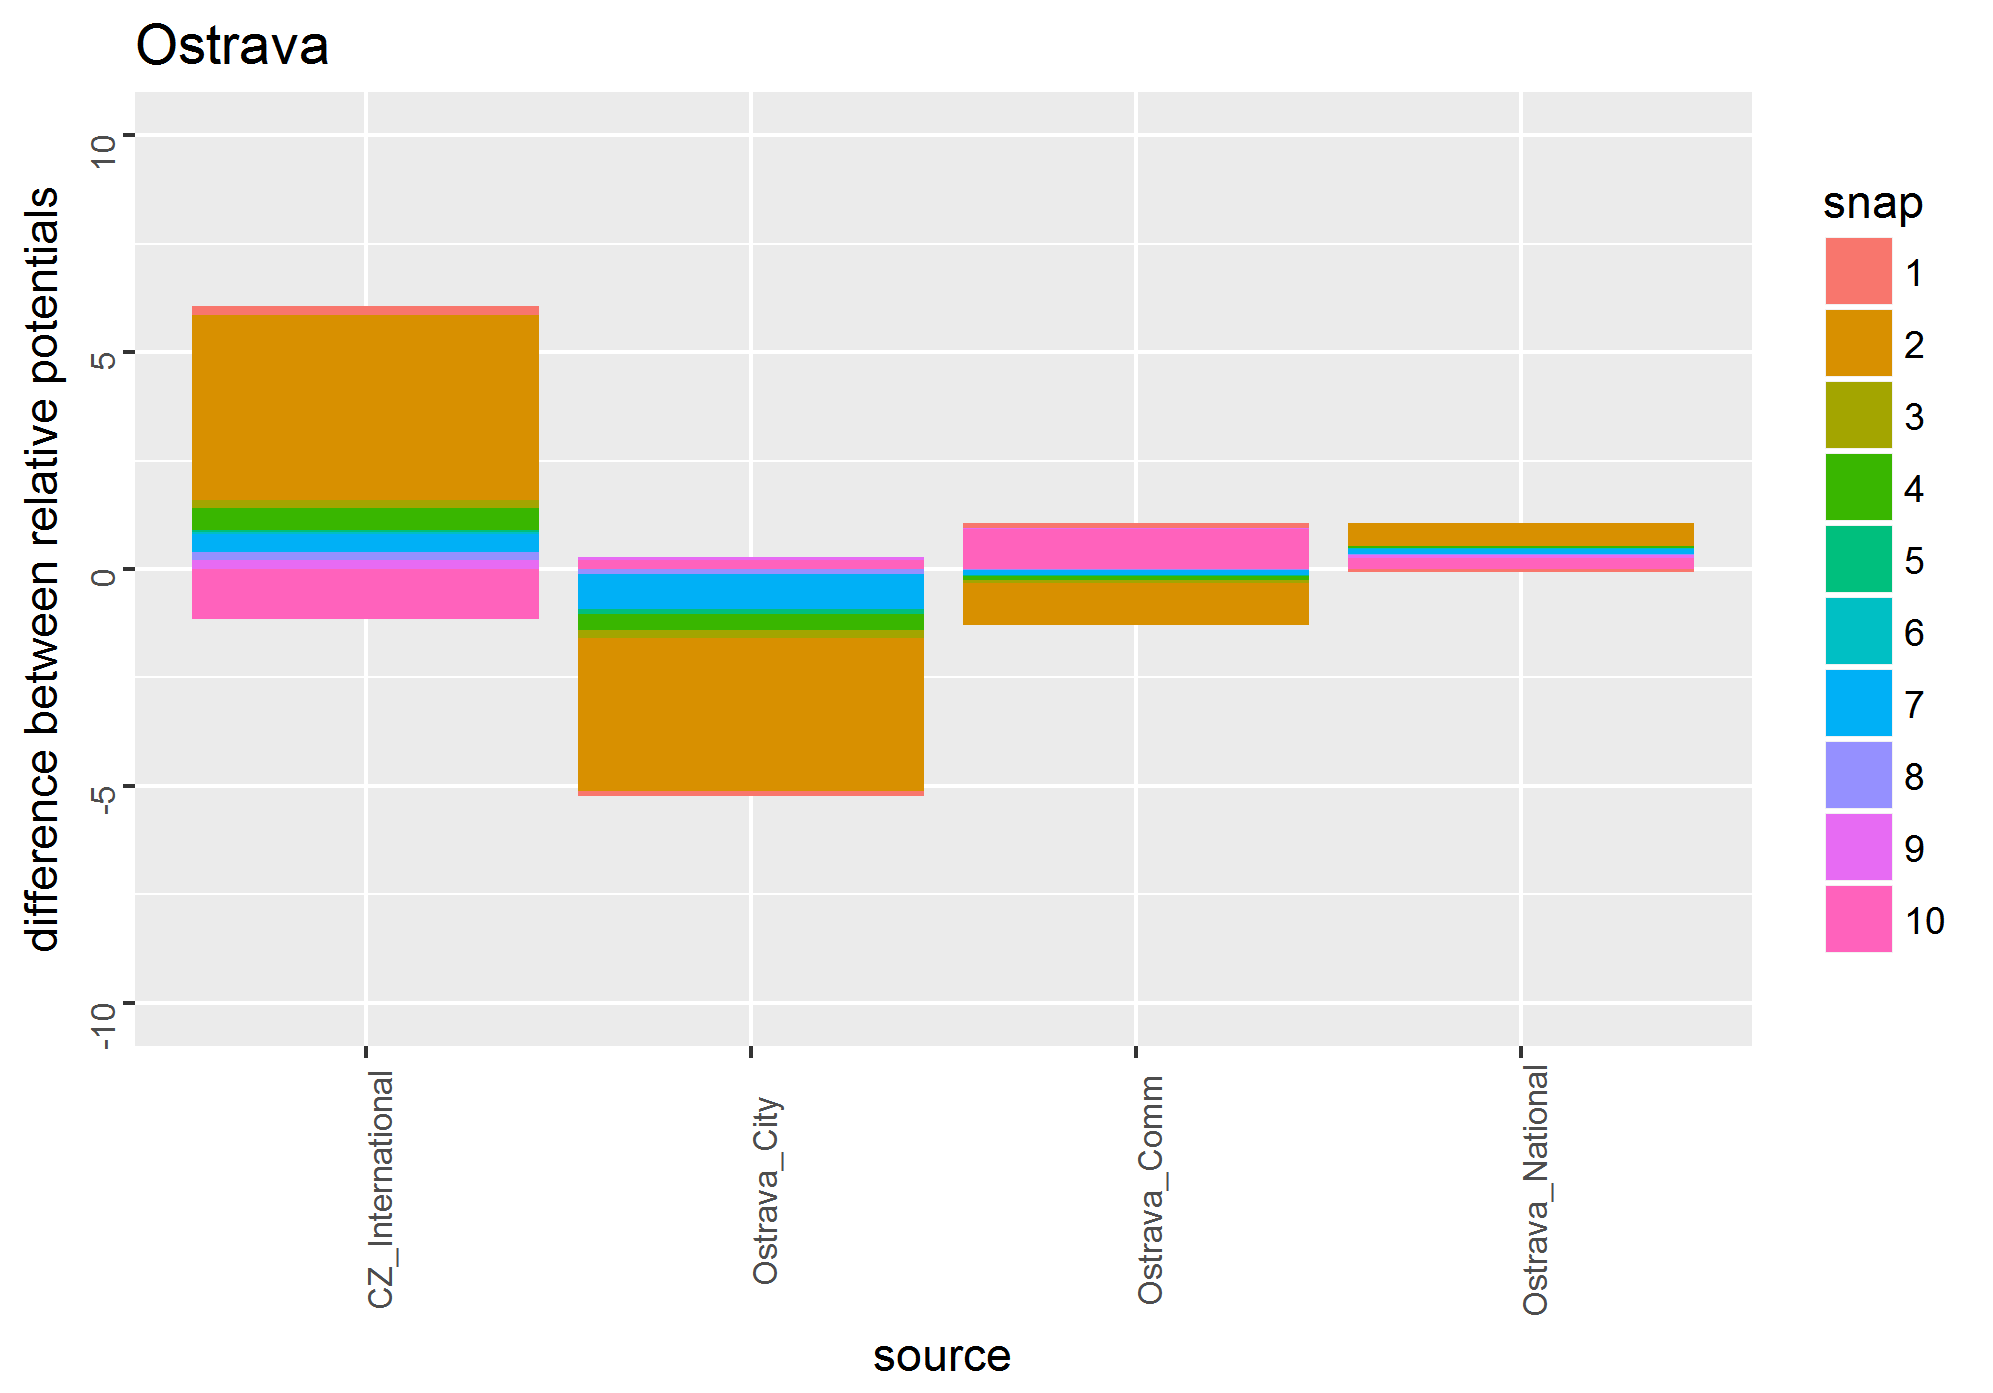 Ostrava
difference between relative potentials
10
5
0
-5
-10
CZ_International
Ostrava_City
Ostrava_Comm
Ostrava_National
source
snap
1
2
3
4
5
6
7
8
9
10